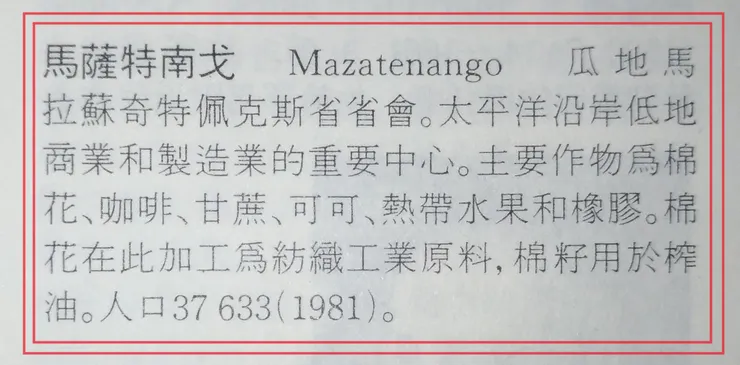 馬薩特南戈 Mazatenango 瓜地馬
拉蘇奇特佩克斯省省會。太平洋沿岸低地
商業和製造業的重要中心。主要作物爲棉
花、咖啡、甘蔗、可可、熱帶水果和橡膠。棉
花在此加工爲紡織工業原料,棉籽用於榨
油。人口37 633(1981)。